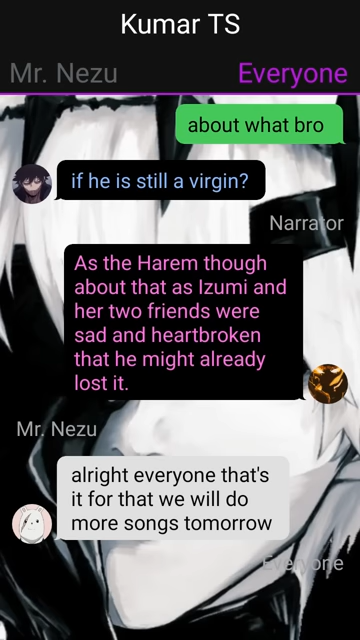 Kumar TS
Mr. Nezu
Everyone
about what bro
if he is still a virgin?
Narrator
As the Harem though
about that as Izumi and
her two friends were
sad and heartbroken
that he might already
lost it.
Mr. Nezu
alright everyone that's
it for that we will do
more songs tomorrow
Everyone